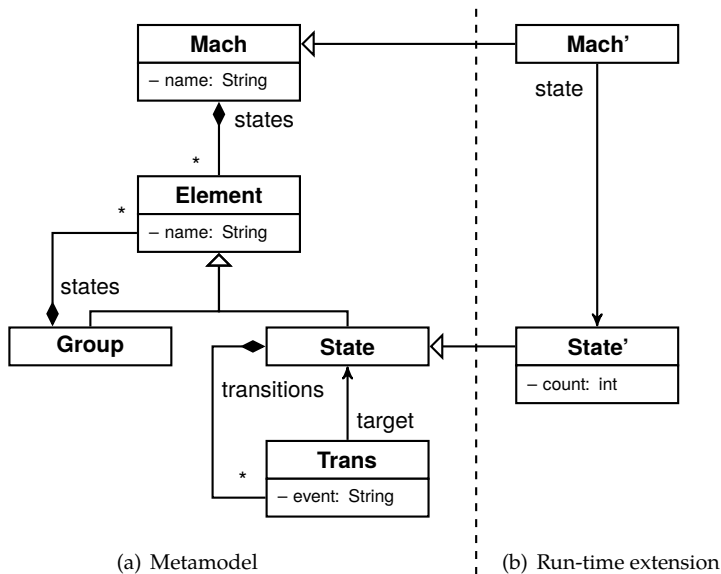 Mach
– name: String
states
*
Element
– name: String
*
states
Group
State
transitions
target
*
Trans
– event: String
Mach'
state
State'
– count: int
(a) Metamodel
(b) Run-time extension